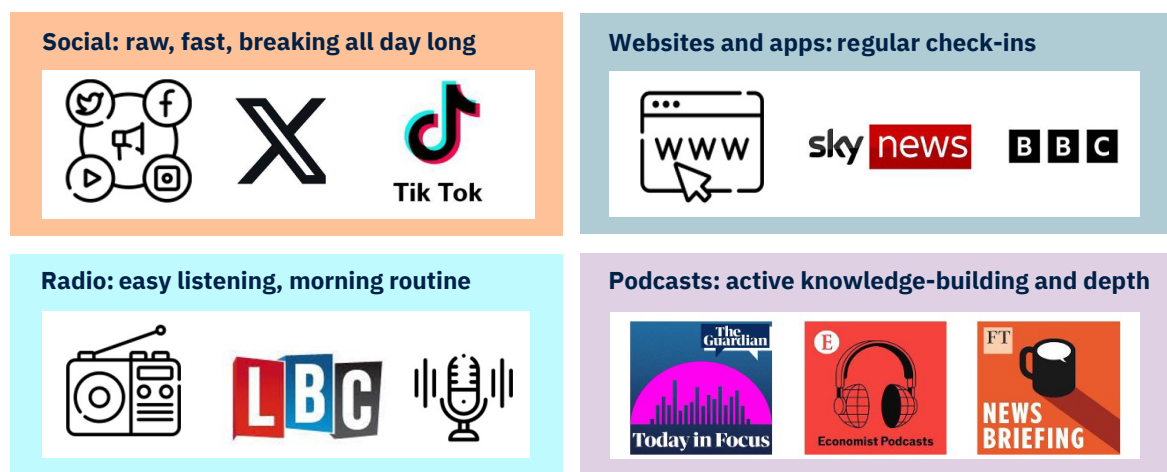 Social: raw, fast, breaking all day long
X
Tik Tok
Websites and apps: regular check-ins
WWW
sky news
BBC
Radio: easy listening, morning routine
LBC
Podcasts: active knowledge-building and depth
The
Guardian
Today in Focus
E
Economist Podcasts
FT
NEWS
BRIEFING